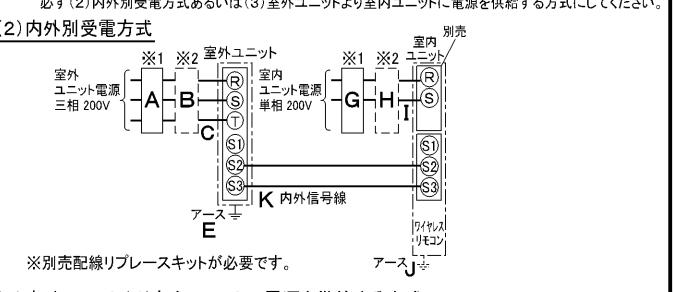 必ず(2)内外別受電方式あるいは(3)室外ユニットより室内ユニットに電源を供給する方式にしてください。
(2)内外別受電方式
※1 ※2 室外ユニット
※1 ※2 室内ユニット 別売
室外
ユニット電源
三相 200V
A B C
R
S
T
S1
S2
S3
室内
ユニット電源
単相 200V
G H I
R
S
S1
S2
S3
K 内外信号線
アース
E
ワイヤレス
リモコン
アース J
※別売配線リプレースキットが必要です。